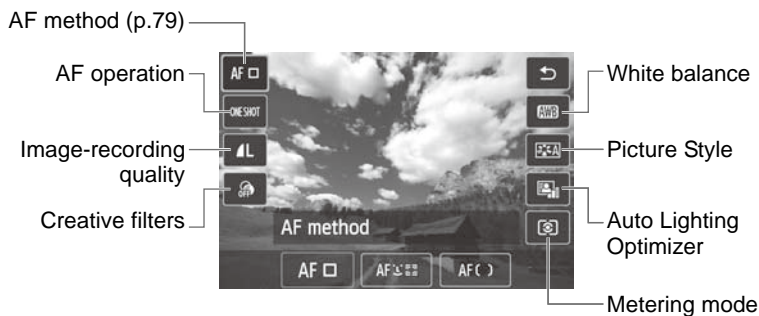 AF method (p.79)
AF operation
Image-recording
quality
Creative filters
AF
ONE SHOT
L
OFF
AWB
A
AF method
AF AF AF( )
White balance
Picture Style
Auto Lighting
Optimizer
Metering mode